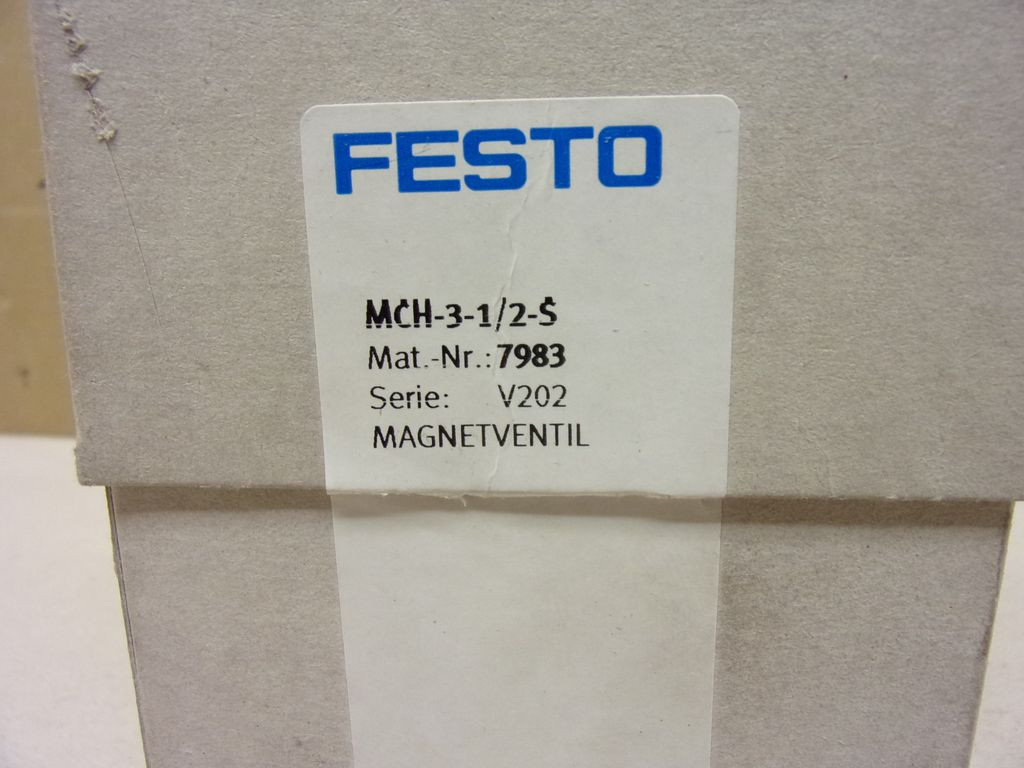 FESTO
MCH-3-1/2-S
Mat.-Nr.: 7983
Serie: V202
MAGNETVENTIL